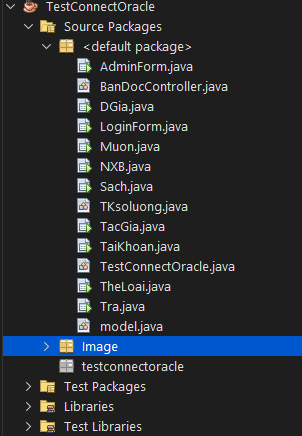 TestConnectOracle
Source Packages
<default package>
AdminForm.java
BanDocController.java
DGia.java
LoginForm.java
Muon.java
NXB.java
Sach.java
TKsoluong.java
TacGia.java
TaiKhoan.java
TestConnectOracle.java
TheLoai.java
Tra.java
model.java
Image
testconnectoracle
Test Packages
Libraries
Test Libraries